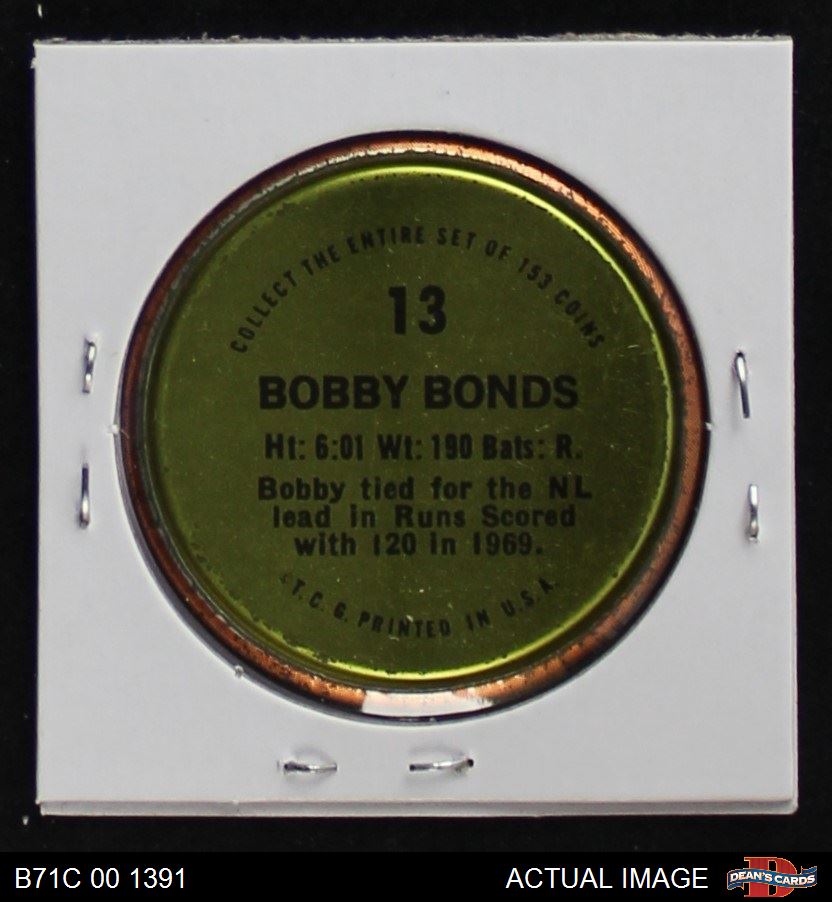 COLLECT THE ENTIRE SET OF 153 COINS
13
BOBBY BONDS
Ht: 6:01 Wt: 190 Bats: R.
Bobby tied for the NL
lead in Runs Scored
with 120 in 1969.
T. C. G. PRINTED IN U.S.A.
B71C 00 1391
ACTUAL IMAGE
D
DEAN'S CARDS